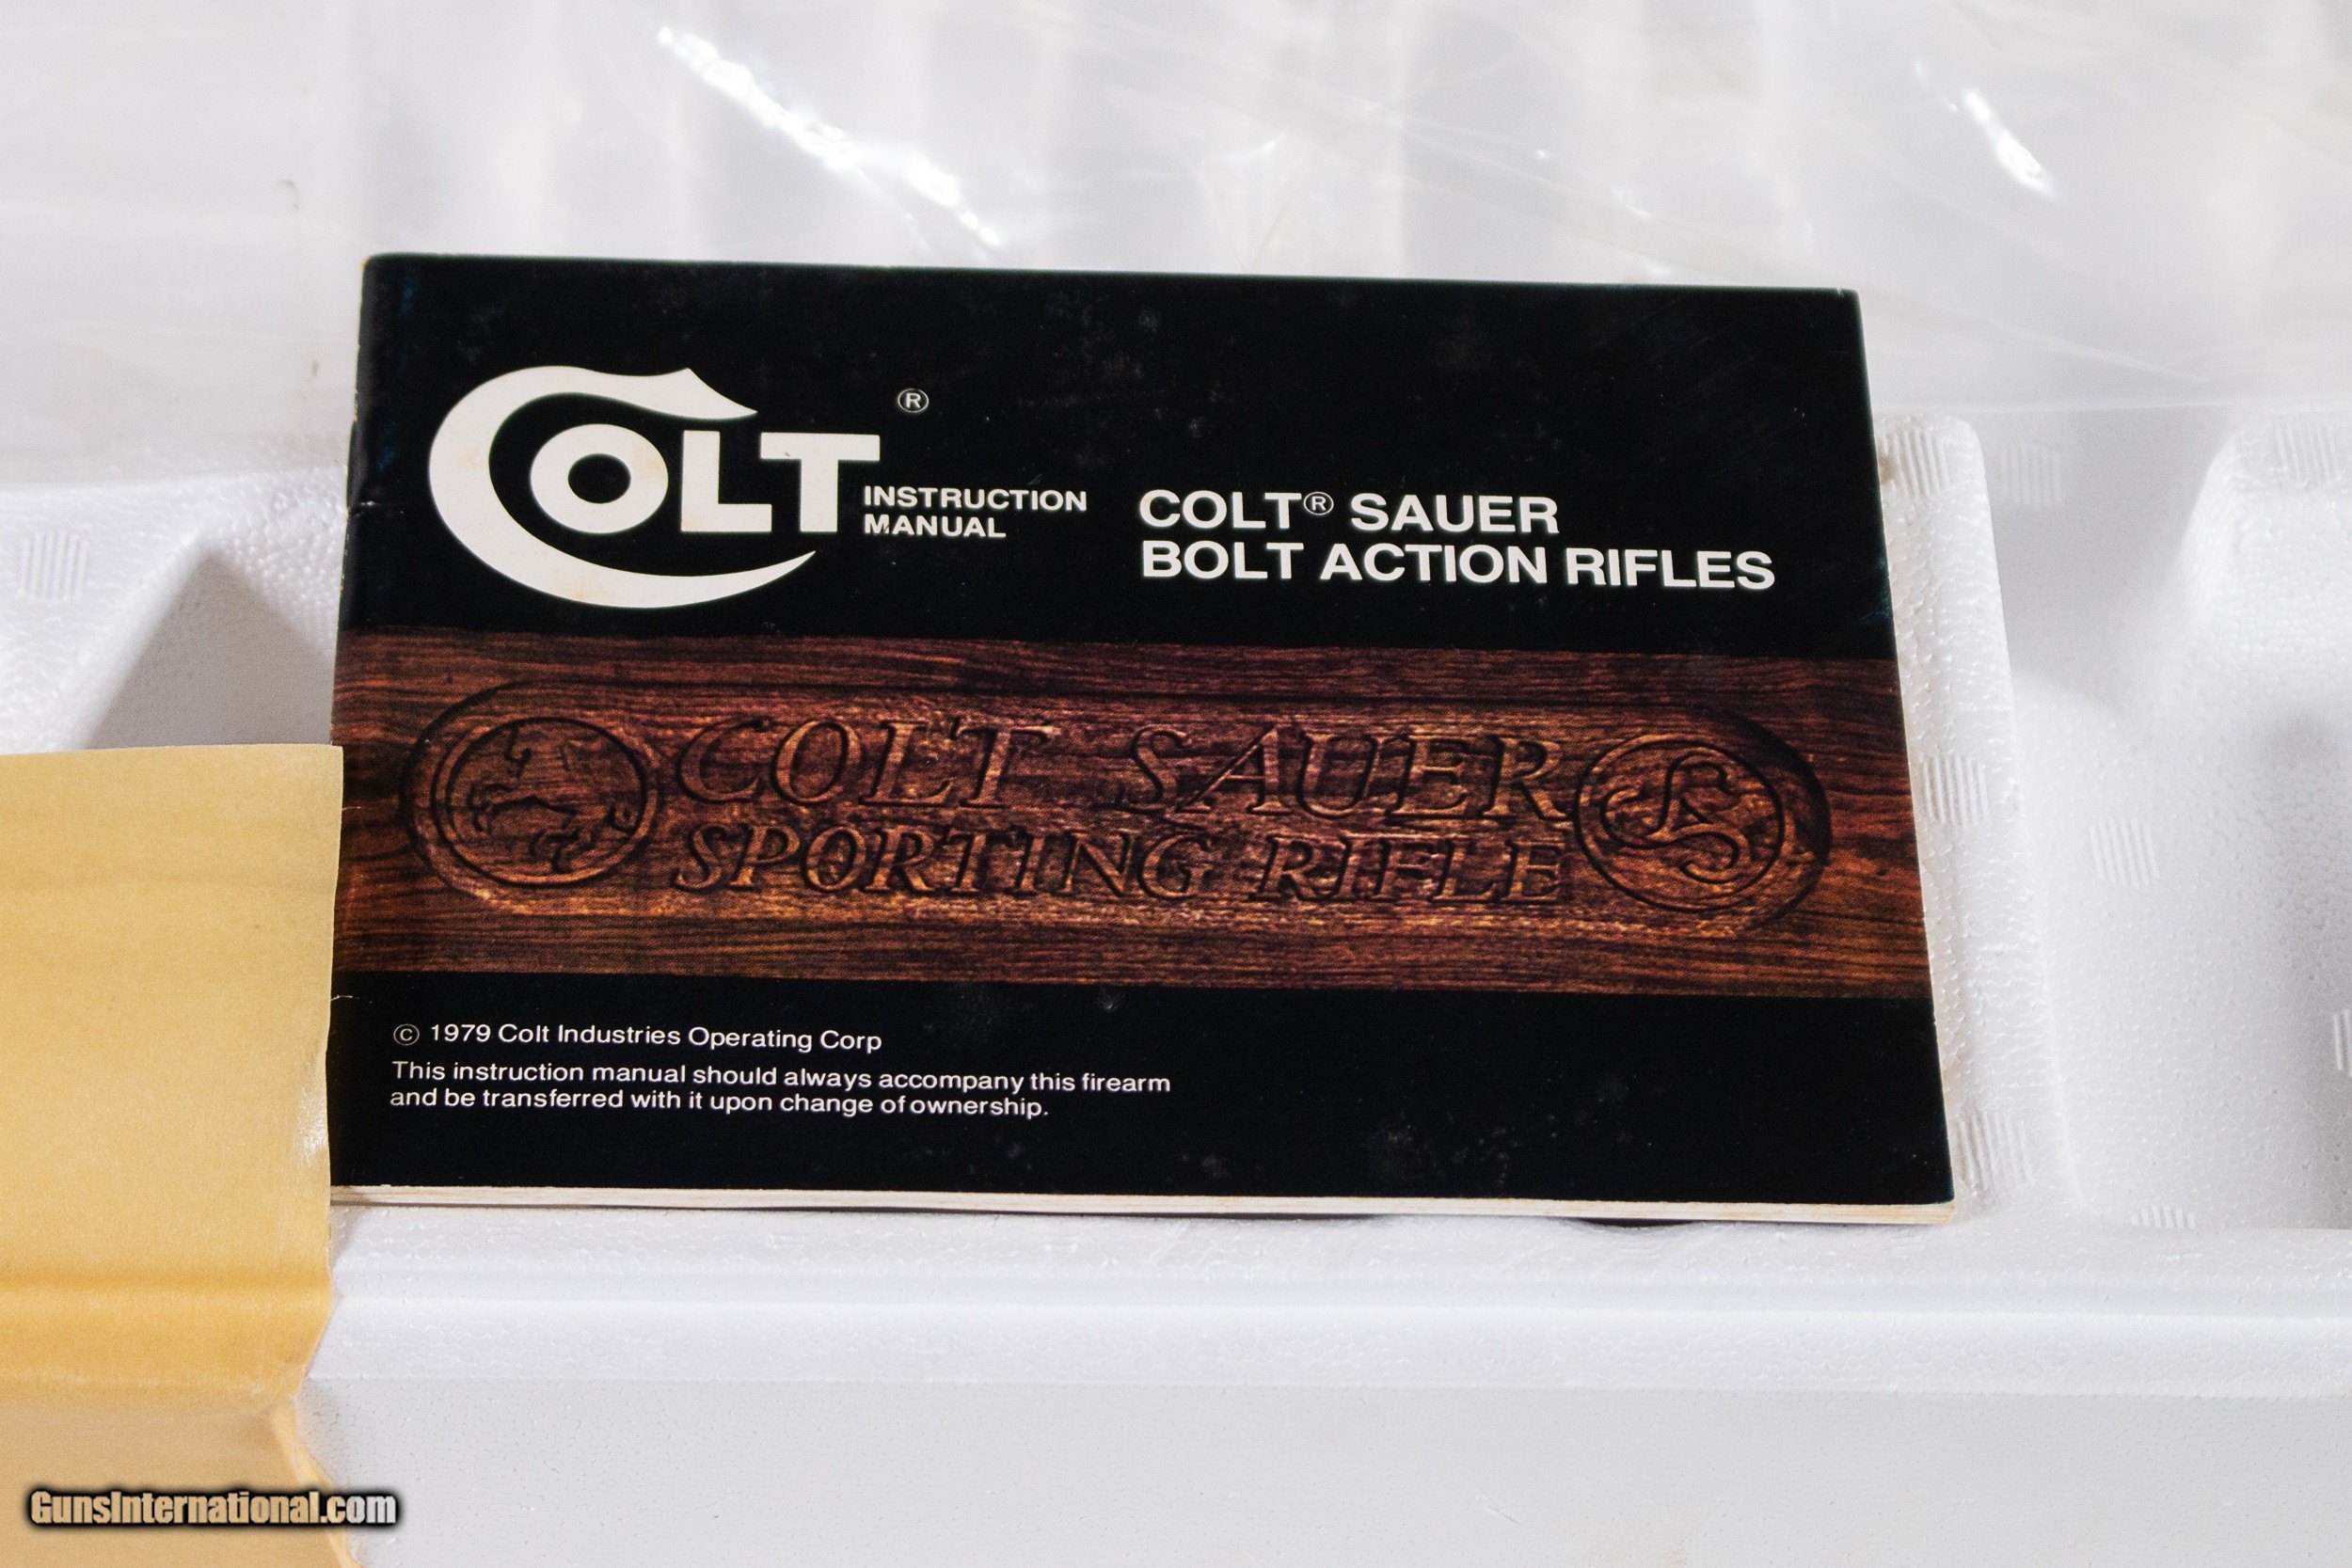 COLT ®
INSTRUCTION
MANUAL
COLT® SAUER
BOLT ACTION RIFLES
COLT SAUER
SPORTING RIFLE
© 1979 Colt Industries Operating Corp
This instruction manual should always accompany this firearm
and be transferred with it upon change of ownership.
GunsInternational.com